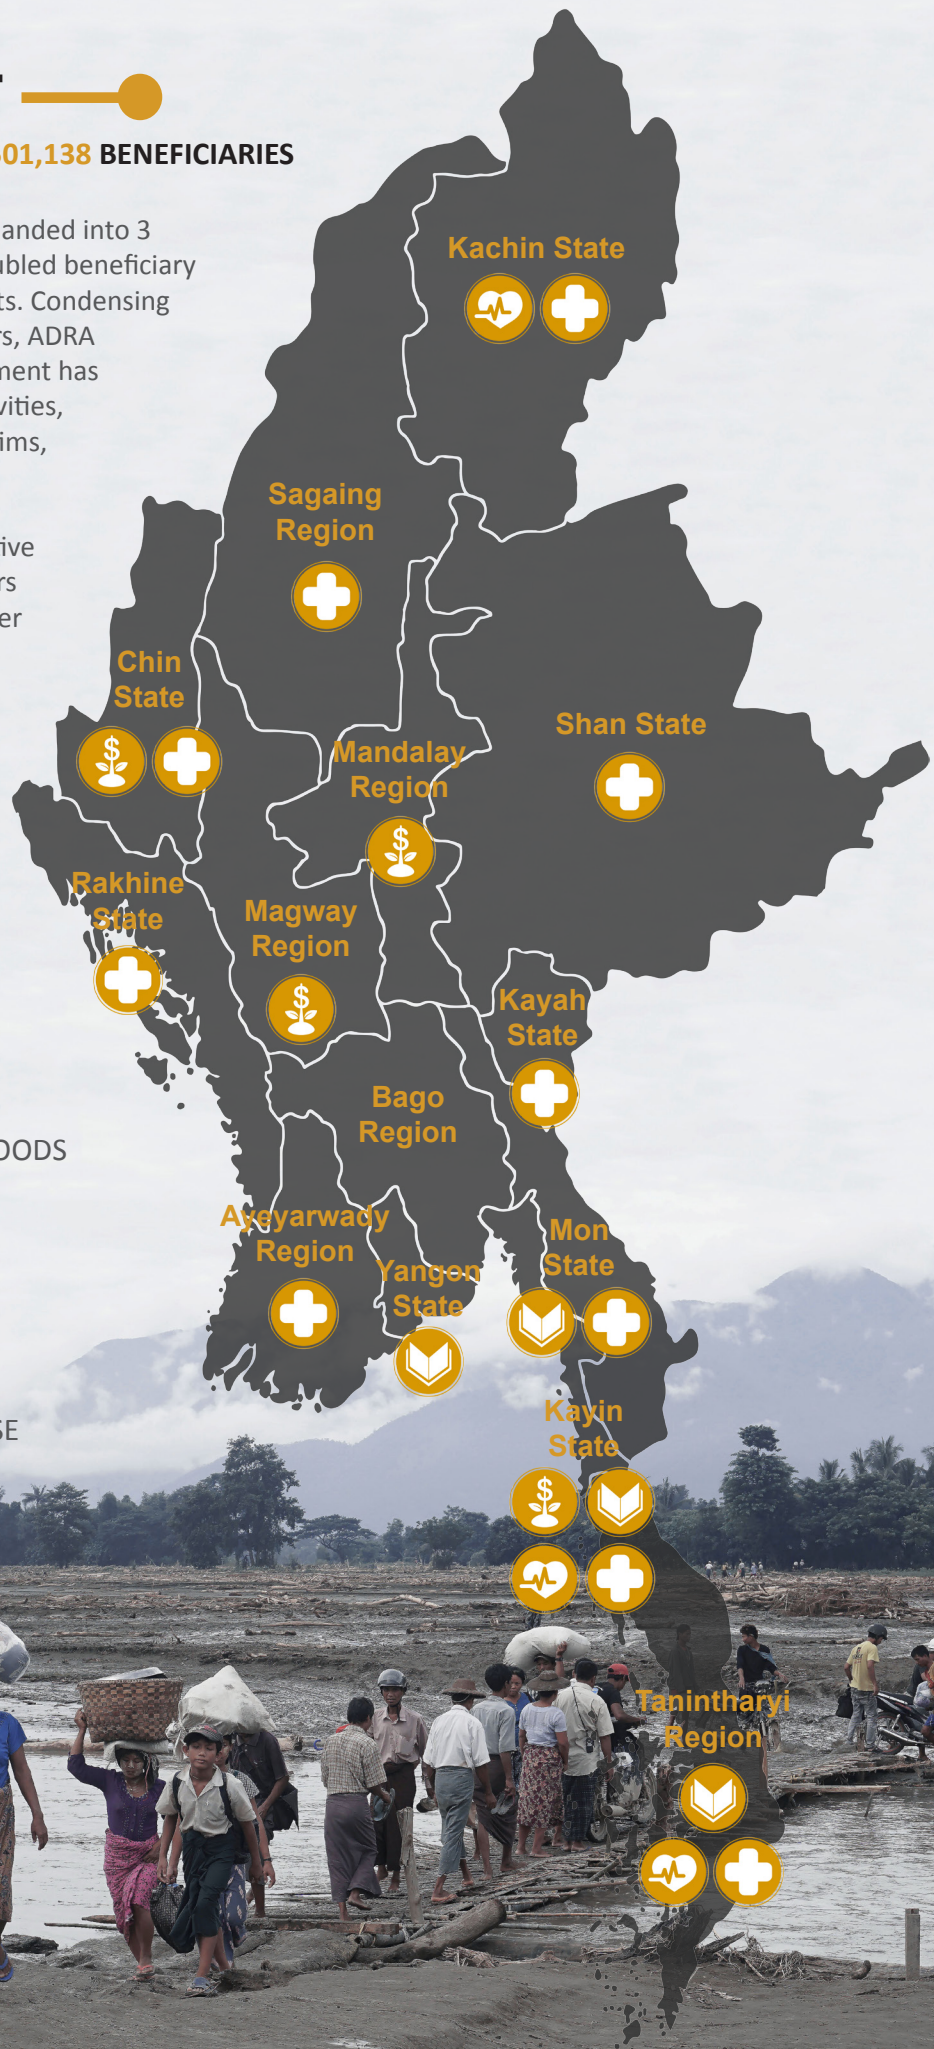 01,138 BENEFICIARIES
anded into 3
ubled beneficiary
ts. Condensing
rs, ADRA
ment has
vities,
ims,
ive
rs
er
Kachin State
Sagaing
Region
Chin
State
Shan State
Mandalay
Region
Rakhine
State
Magway
Region
Kayah
State
Bago
Region
OODS
Ayeyarwady
Region
Mon
State
Yangon
State
Kayin
State
SE
Tanintharyi
Region